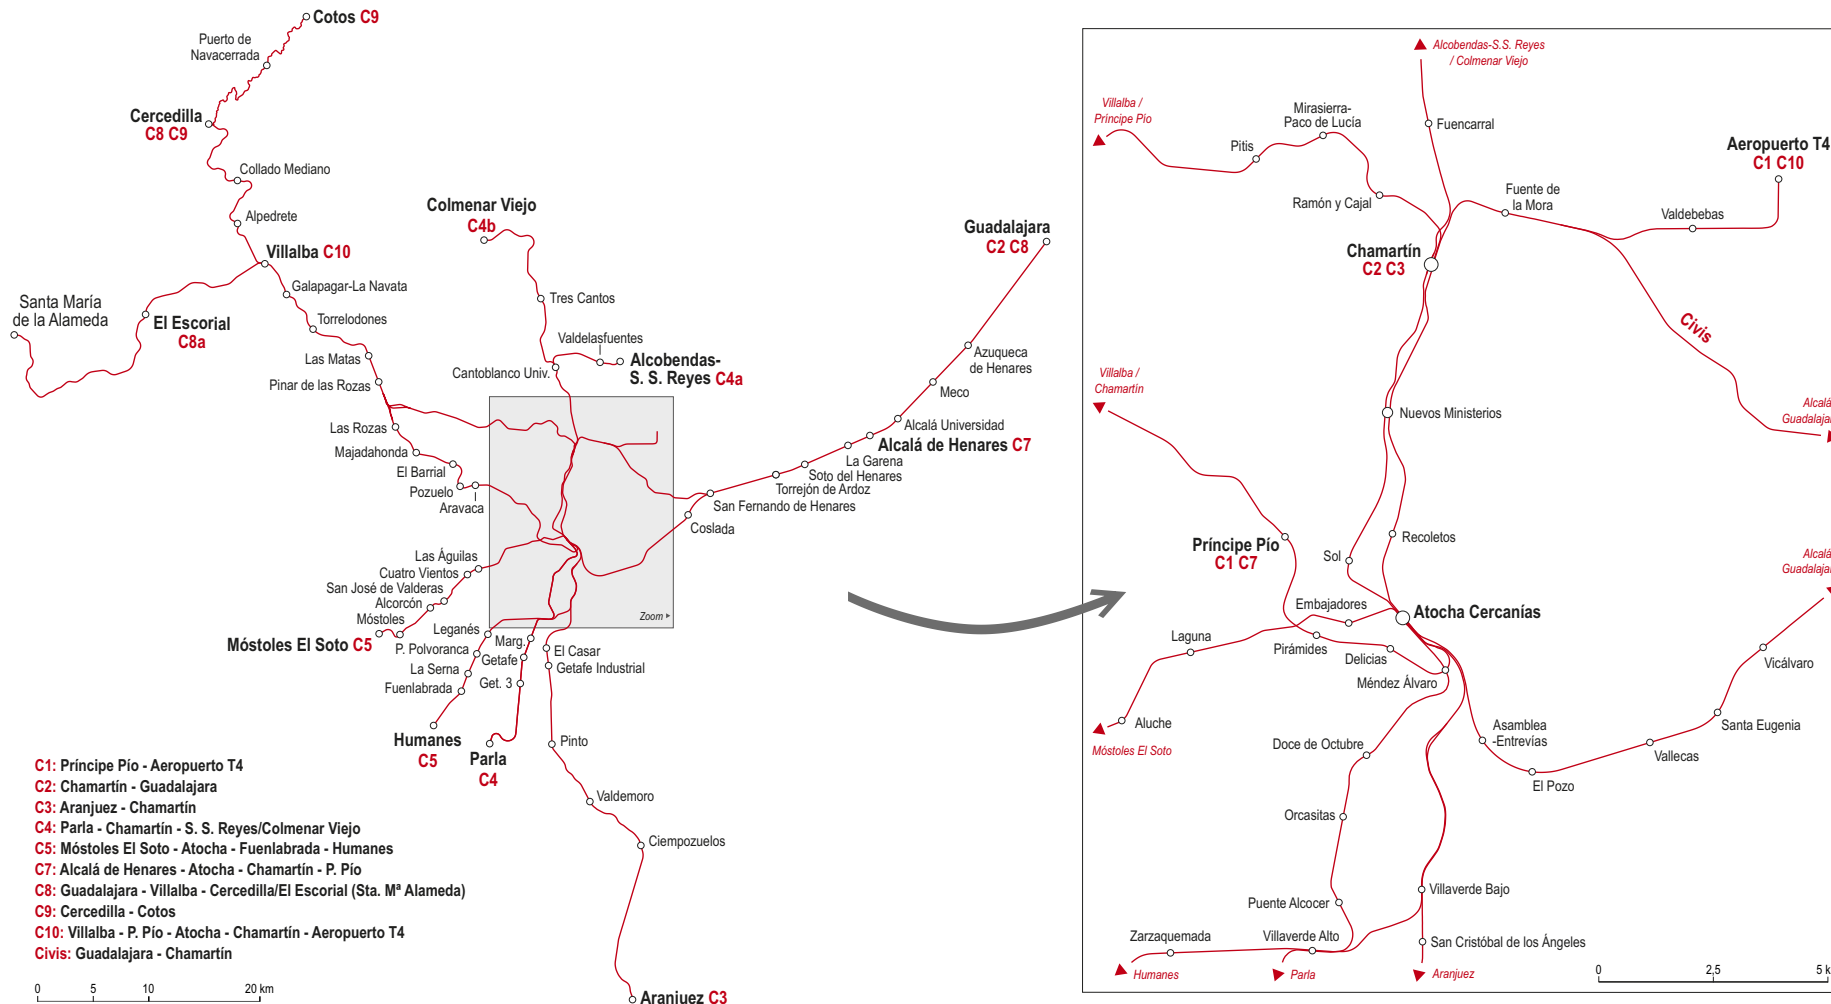 Cotos C9
Puerto de
Navacerrada
Cercedilla
C8 C9
Collado Mediano
Alpedrete
Villalba C10
Galapagar-La Navata
Santa María
de la Alameda
El Escorial
C8a
Torrelodones
Las Matas
Pinar de las Rozas
Las Rozas
Majadahonda
El Barrial
Pozuelo
Aravaca
Colmenar Viejo
C4b
Tres Cantos
Valdelasfuentes
Cantoblanco Univ.
Alcobendas-
S. S. Reyes C4a
Guadalajara
C2 C8
Azuqueca
de Henares
Meco
Alcalá Universidad
Alcalá de Henares C7
La Garena
Soto del Henares
Torrejón de Ardoz
San Fernando de Henares
Coslada
Las Águilas
Cuatro Vientos
San José de Valderas
Alcorcón
Móstoles
Móstoles El Soto C5
Zoom
Leganés
P. Polvoranca
La Serna
Fuenlabrada
Humanes
C5
Marg.
Getafe
Get. 3
Parla
C4
El Casar
Getafe Industrial
Pinto
Valdemoro
Ciempozuelos
Aranjuez C3
C1: Príncipe Pío - Aeropuerto T4
C2: Chamartín - Guadalajara
C3: Aranjuez - Chamartín
C4: Parla - Chamartín - S. S. Reyes/Colmenar Viejo
C5: Móstoles El Soto - Atocha - Fuenlabrada - Humanes
C7: Alcalá de Henares - Atocha - Chamartín - P. Pío
C8: Guadalajara - Villalba - Cercedilla/El Escorial (Sta. Mª Alameda)
C9: Cercedilla - Cotos
C10: Villalba - P. Pío - Atocha - Chamartín - Aeropuerto T4
Civis: Guadalajara - Chamartín
0 5 10 20 km
Alcobendas-S.S. Reyes
/ Colmenar Viejo
Villalba /
Príncipe Pío
Mirasierra-
Paco de Lucía
Pitis
Fuencarral
Ramón y Cajal
Aeropuerto T4
C1 C10
Fuente de
la Mora
Valdebebas
Chamartín
C2 C3
Civis
Villalba /
Chamartín
Alcalá
Guadalajar
Nuevos Ministerios
Príncipe Pío
C1 C7
Sol
Recoletos
Alcalá
Guadalajar
Embajadores
Atocha Cercanías
Laguna
Pirámides
Delicias
Méndez Álvaro
Vicálvaro
Aluche
Móstoles El Soto
Santa Eugenia
Asamblea
-Entrevías
Vallecas
El Pozo
Doce de Octubre
Orcasitas
Puente Alcocer
Villaverde Bajo
Zarzaquemada
Villaverde Alto
San Cristóbal de los Ángeles
Humanes
Parla
Aranjuez
0 2,5 5 k